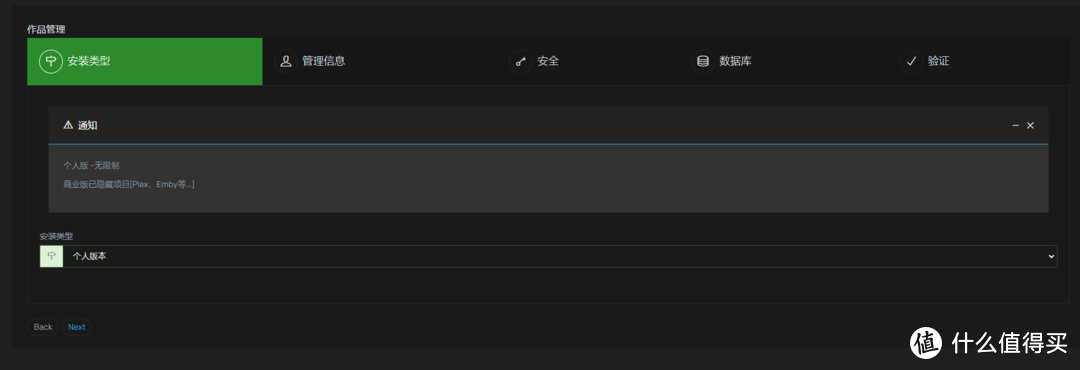 作品管理
安装类型 管理信息 安全 数据库 验证
通知
个人版 -无限制
商业版已隐藏项目[Plex，Emby等...]
安装类型
个人版本
Back Next
值 什么值得买